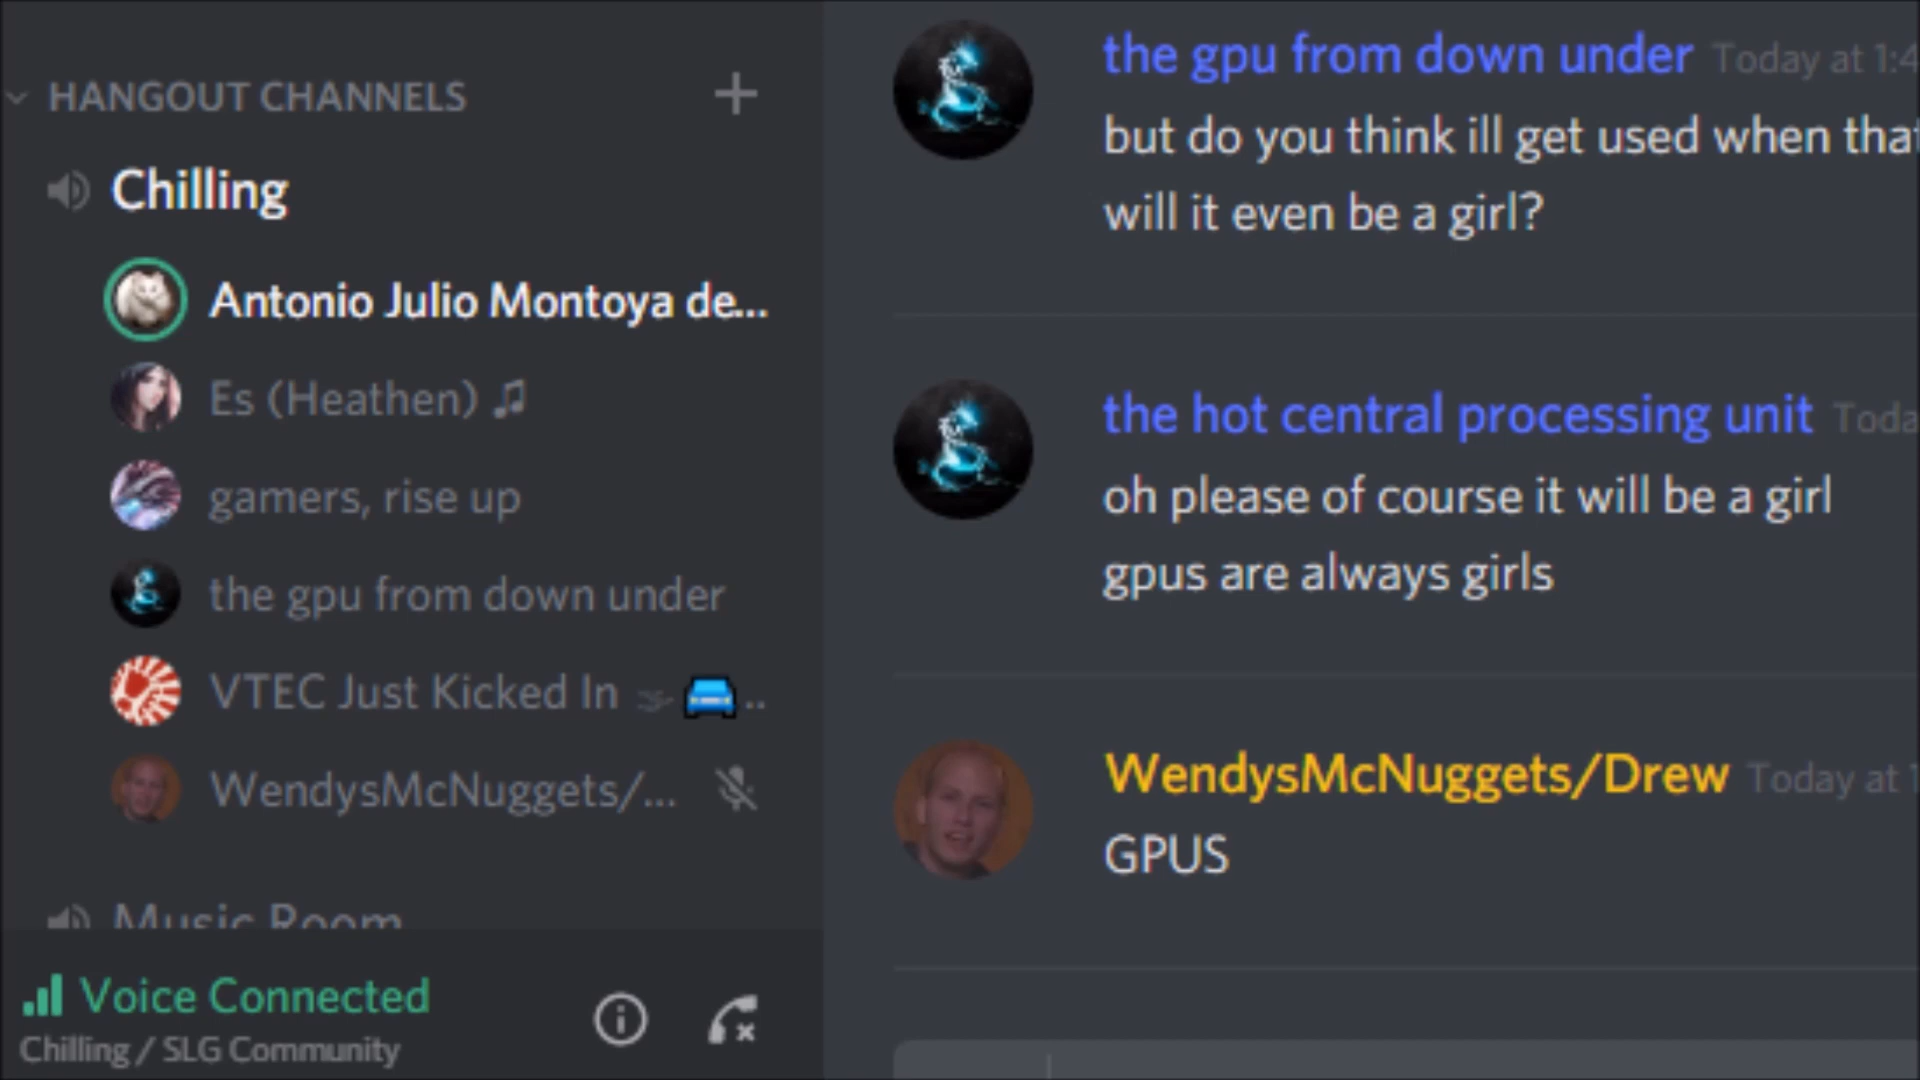 HANGOUT CHANNELS
Chilling
Antonio Julio Montoya de...
Es (Heathen) ♫
gamers, rise up
the gpu from down under
VTEC Just Kicked In
WendysMcNuggets/...
Music Room
Voice Connected
Chilling / SLG Community
the gpu from down under Today at 1:4
but do you think ill get used when that
will it even be a girl?
the hot central processing unit Toda
oh please of course it will be a girl
gpus are always girls
WendysMcNuggets/Drew Today at 1
GPUS